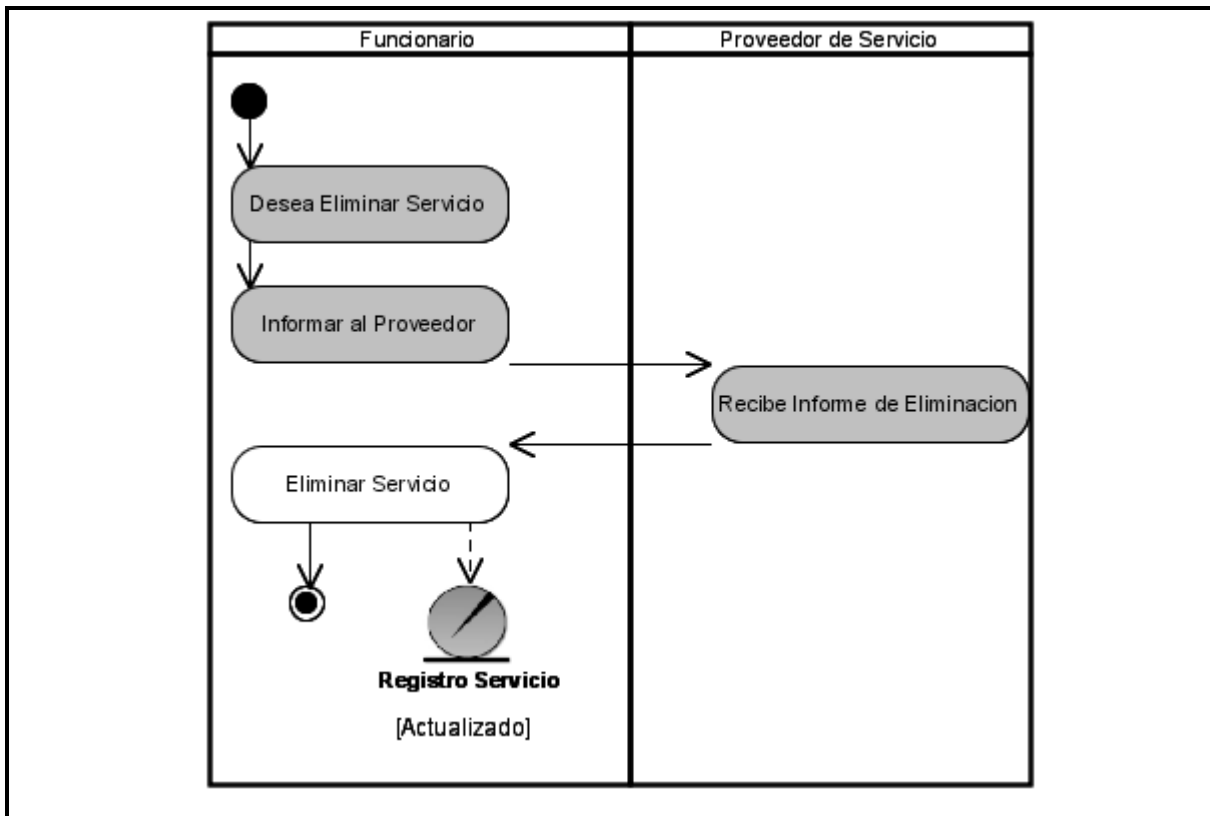 Funcionario
Proveedor de Servicio
Desea Eliminar Servicio
Informar al Proveedor
Recibe Informe de Eliminacion
Eliminar Servicio
Registro Servicio
[Actualizado]